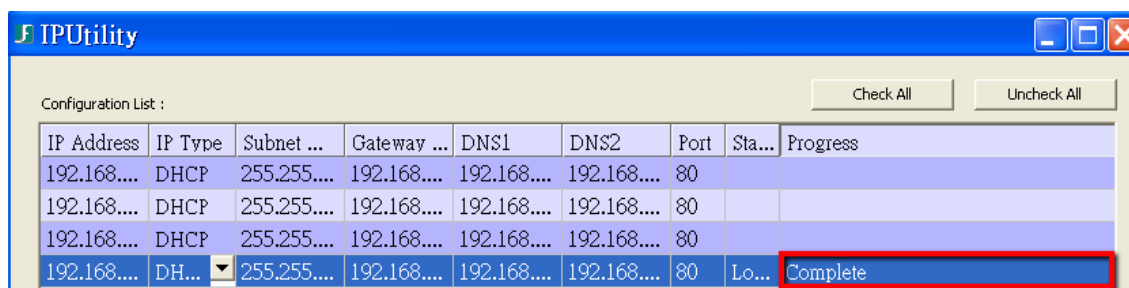 IPUtility
Check All Uncheck All
Configuration List :
IP Address IP Type Subnet ... Gateway ... DNS1 DNS2 Port Sta... Progress
192.168.... DHCP 255.255.... 192.168.... 192.168.... 192.168.... 80
192.168.... DHCP 255.255.... 192.168.... 192.168.... 192.168.... 80
192.168.... DHCP 255.255.... 192.168.... 192.168.... 192.168.... 80
192.168.... DH... 255.255.... 192.168.... 192.168.... 192.168.... 80 Lo... Complete